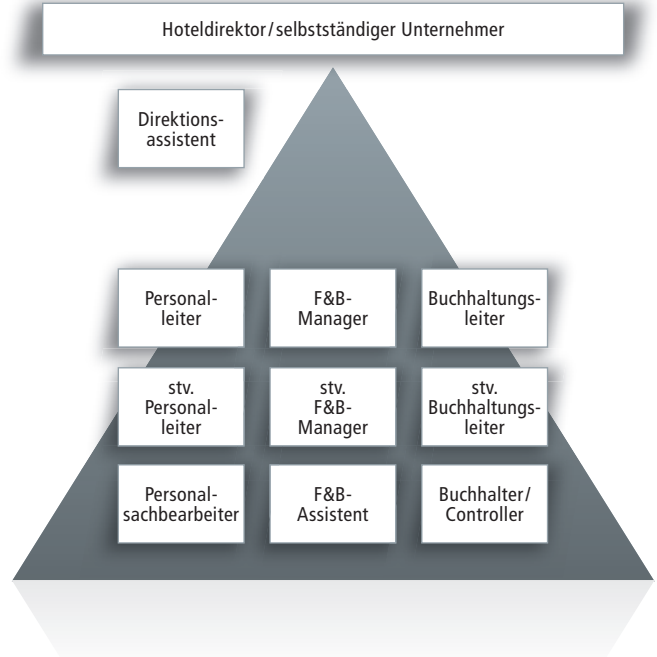 Hoteldirektor/selbstständiger Unternehmer
Direktions-
assistent
Personal-
leiter
F&B-
Manager
Buchhaltungs-
leiter
stv.
Personal-
leiter
stv.
F&B-
Manager
stv.
Buchhaltungs-
leiter
Personal-
sachbearbeiter
F&B-
Assistent
Buchhalter/
Controller